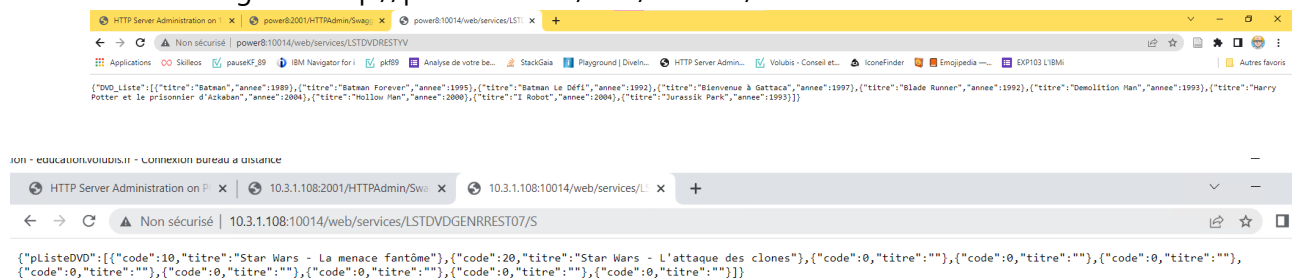 HTTP Server Administration on 1 × power8:2001/HTTPAdmin/Swagg × power8:10014/web/services/LSTD × +
Non sécurisé | power8:10014/web/services/LSTDVDRESTYV
Applications Skilleos pauseKF_89 IBM Navigator for i pkf89 Analyse de votre be... StackGaia Playground | DiveIn... HTTP Server Admin... Volubis - Conseil et... IconeFinder Emojipedia —... EXP103 L'IBMi Autres favoris
{"DVD_Liste":[{"titre":"Batman","annee":1989},{"titre":"Batman Forever","annee":1995},{"titre":"Batman Le Défi","annee":1992},{"titre":"Bienvenue à Gattaca","annee":1997},{"titre":"Blade Runner","annee":1992},{"titre":"Demolition Man","annee":1993},{"titre":"Harry
Potter et le prisonnier d'Azkaban","annee":2004},{"titre":"Hollow Man","annee":2000},{"titre":"I Robot","annee":2004},{"titre":"Jurassik Park","annee":1993}]}
ion - education.volubis.fr - Connexion Bureau à distance
HTTP Server Administration on P × 10.3.1.108:2001/HTTPAdmin/Swa × 10.3.1.108:10014/web/services/LS × +
Non sécurisé | 10.3.1.108:10014/web/services/LSTDVDGENRREST07/S
{"pListeDVD":[{"code":10,"titre":"Star Wars - La menace fantôme"},{"code":20,"titre":"Star Wars - L'attaque des clones"},{"code":0,"titre":""},{"code":0,"titre":""},{"code":0,"titre":""},
{"code":0,"titre":""},{"code":0,"titre":""},{"code":0,"titre":""},{"code":0,"titre":""},{"code":0,"titre":""}]}